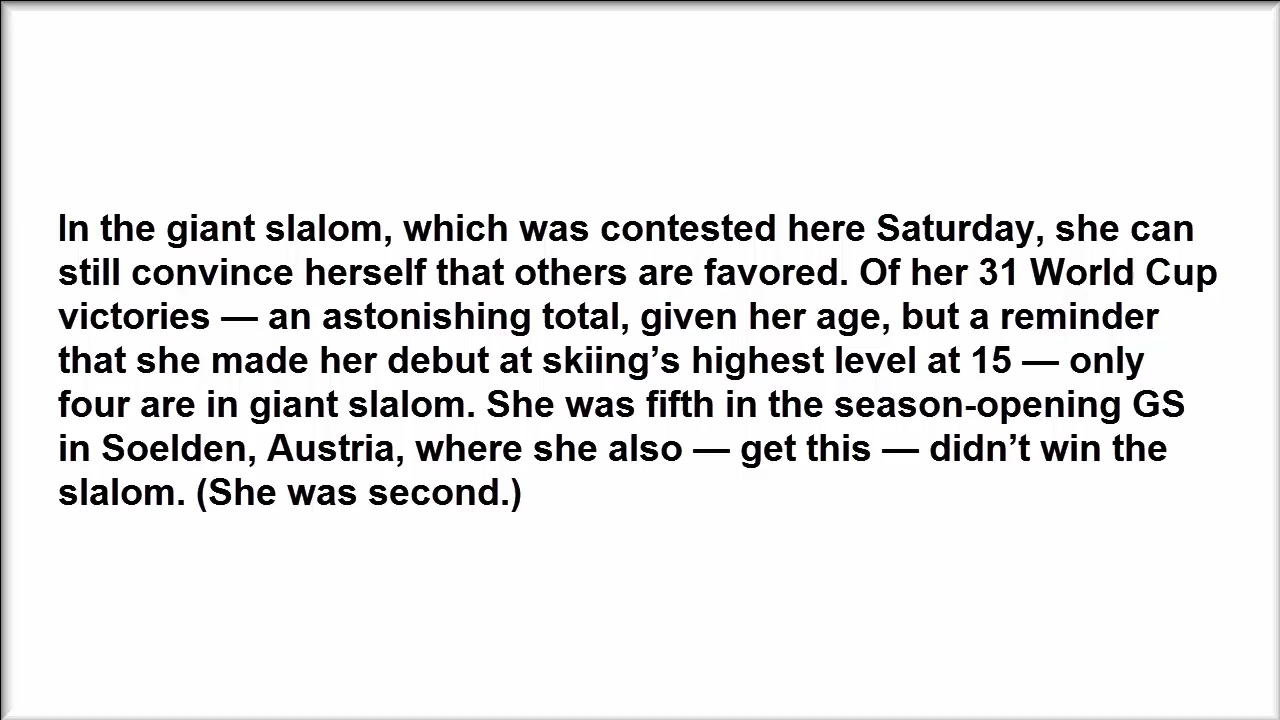 In the giant slalom, which was contested here Saturday, she can
still convince herself that others are favored. Of her 31 World Cup
victories — an astonishing total, given her age, but a reminder
that she made her debut at skiing’s highest level at 15 — only
four are in giant slalom. She was fifth in the season-opening GS
in Soelden, Austria, where she also — get this — didn’t win the
slalom. (She was second.)